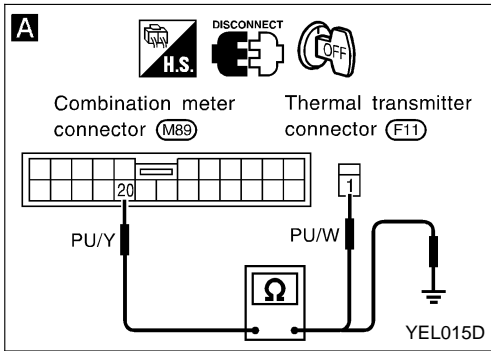 A
H.S.
DISCONNECT
OFF
Combination meter
connector M89
Thermal transmitter
connector F11
20
1
PU/Y
PU/W
Ω
YEL015D